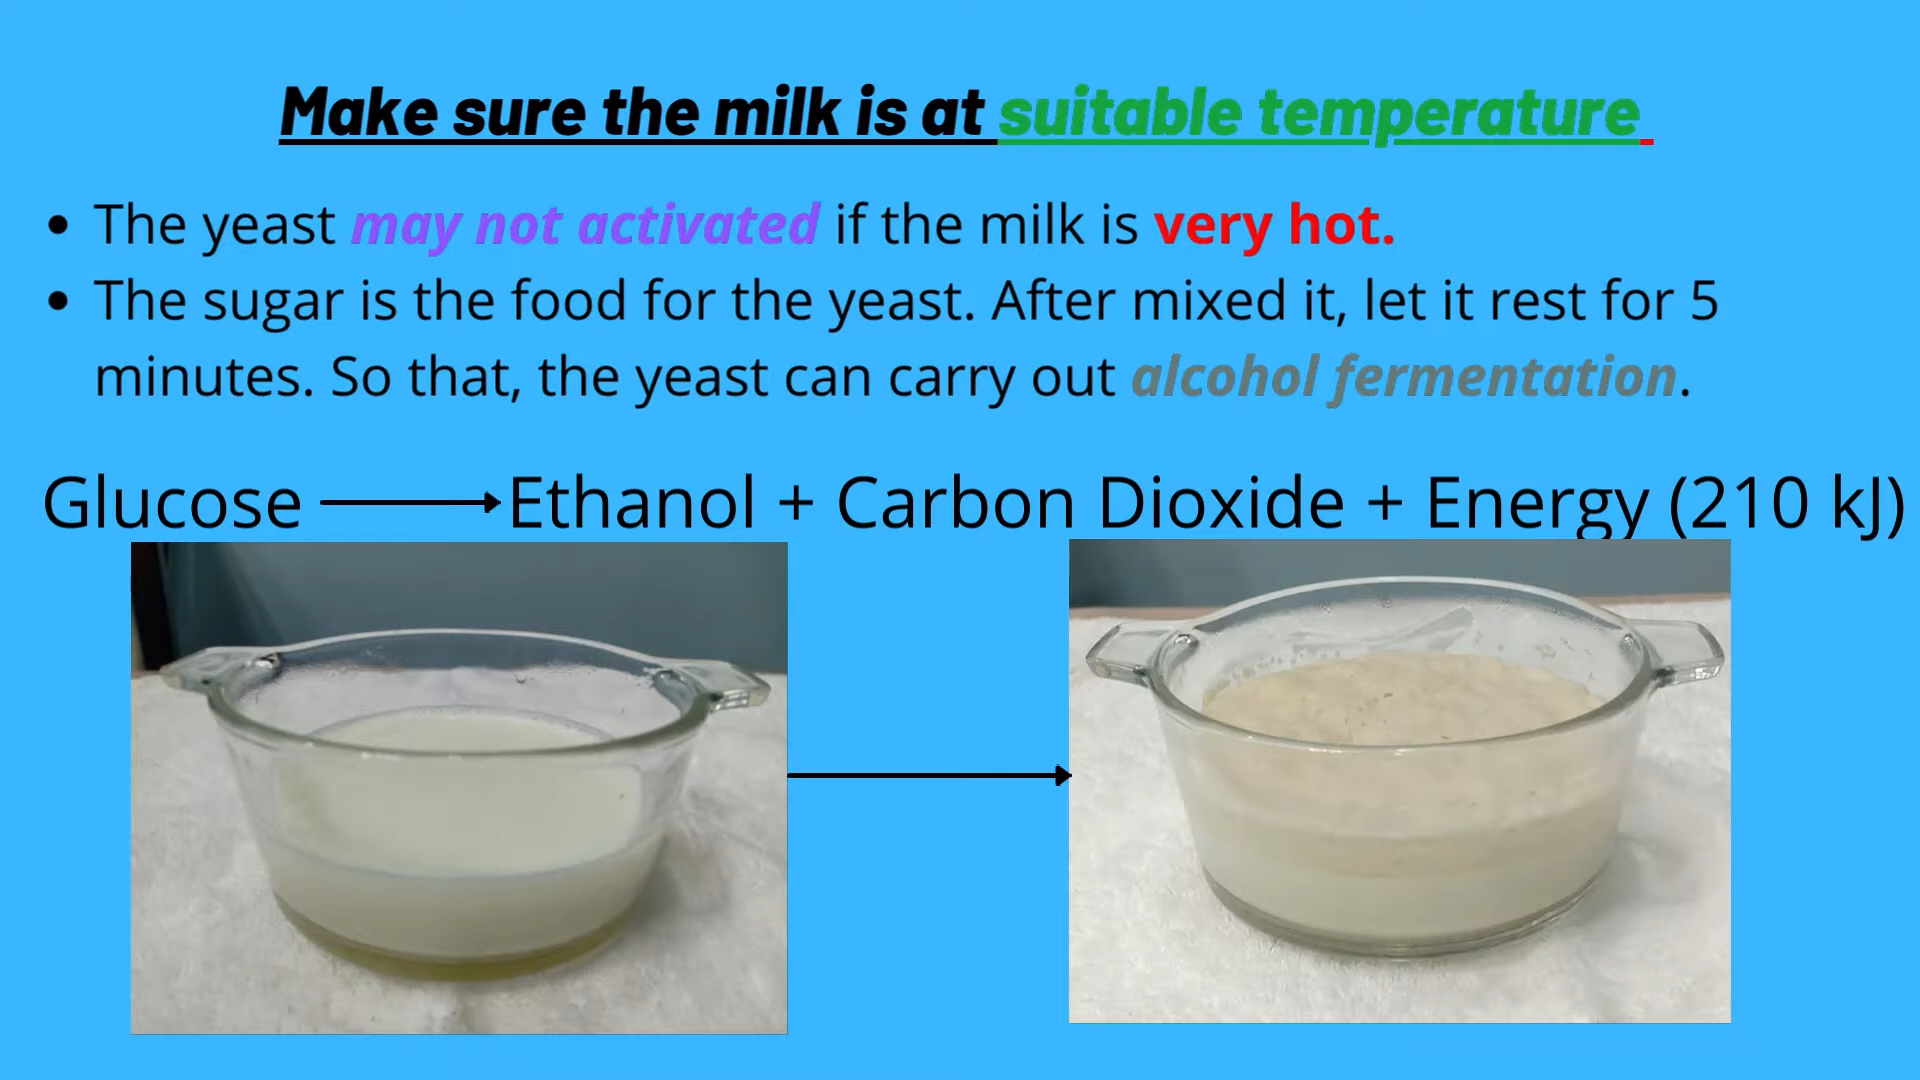 Make sure the milk is at suitable temperature
• The yeast may not activated if the milk is very hot.
• The sugar is the food for the yeast. After mixed it, let it rest for 5
minutes. So that, the yeast can carry out alcohol fermentation.
Glucose ⟶ Ethanol + Carbon Dioxide + Energy (210 kJ)